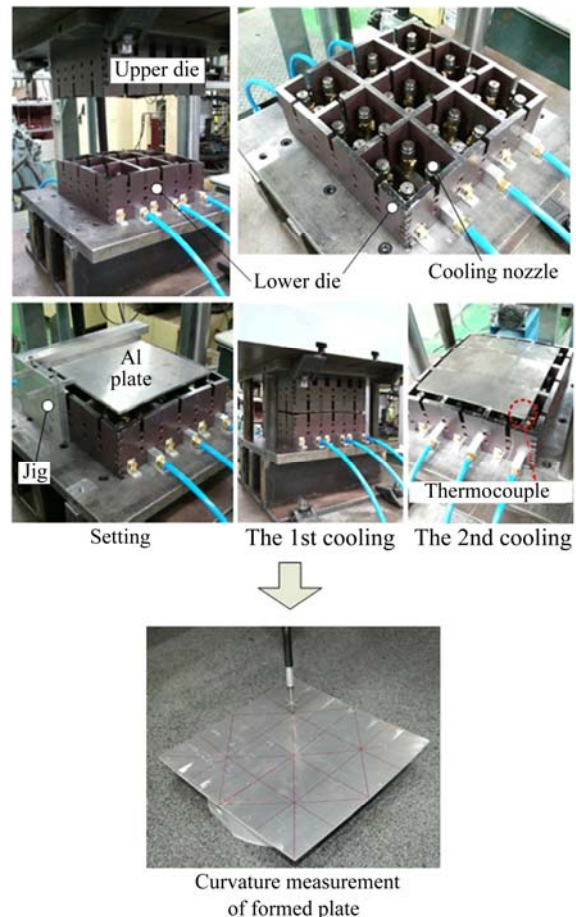 Upper die
Lower die
Cooling nozzle
Al
plate
Jig
Thermocouple
Setting
The 1st cooling
The 2nd cooling
Curvature measurement
of formed plate